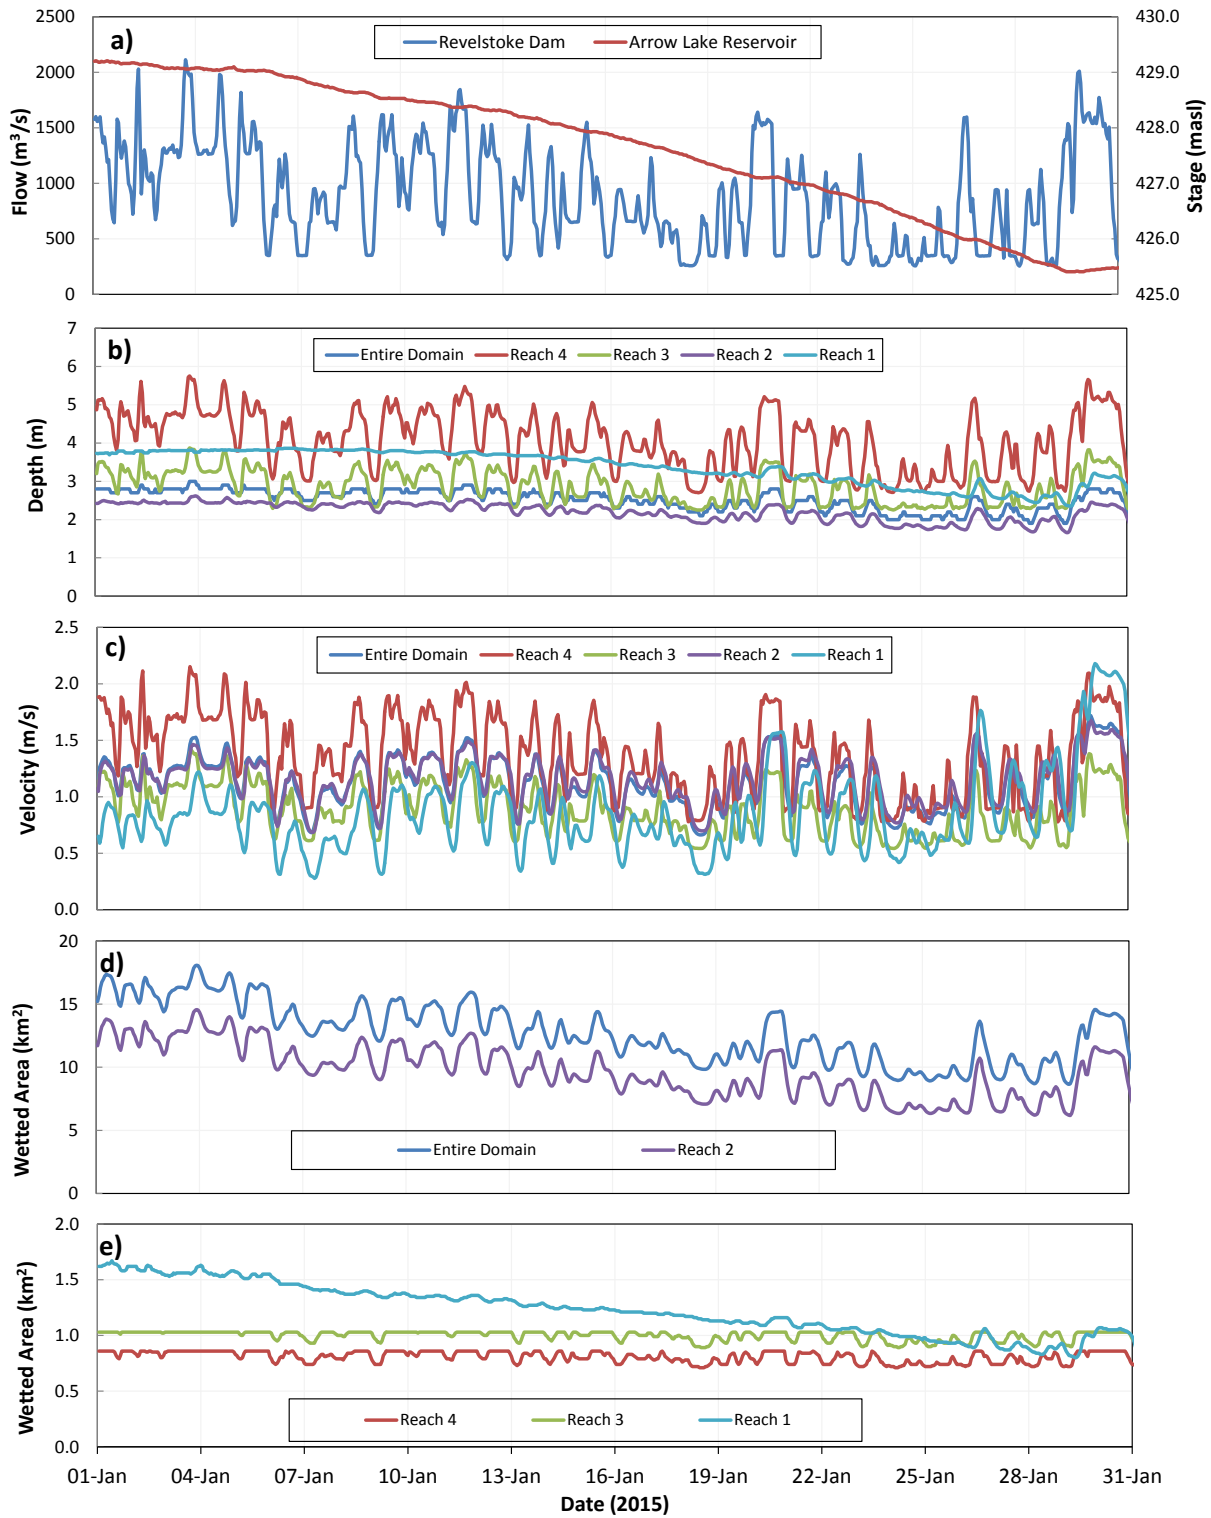 a)
Revelstoke Dam
Arrow Lake Reservoir
Flow (m³/s)
2500
2000
1500
1000
500
0
Stage (masl)
430.0
429.0
428.0
427.0
426.0
425.0
b)
Entire Domain
Reach 4
Reach 3
Reach 2
Reach 1
Depth (m)
7
6
5
4
3
2
1
0
c)
Entire Domain
Reach 4
Reach 3
Reach 2
Reach 1
Velocity (m/s)
2.5
2.0
1.5
1.0
0.5
0.0
d)
Wetted Area (km²)
20
15
10
5
0
Entire Domain
Reach 2
e)
Wetted Area (km²)
2.0
1.5
1.0
0.5
0.0
Reach 4
Reach 3
Reach 1
01-Jan
04-Jan
07-Jan
10-Jan
13-Jan
16-Jan
19-Jan
22-Jan
25-Jan
28-Jan
31-Jan
Date (2015)